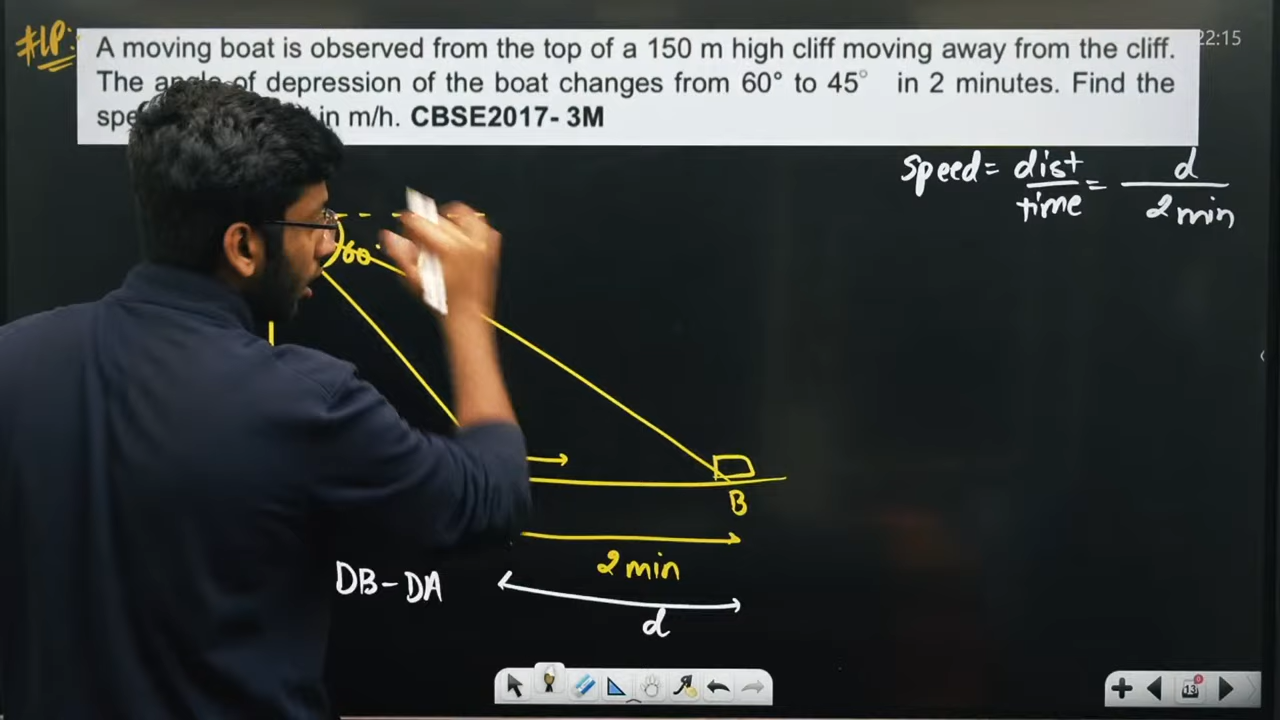 #LP:
22:15
A moving boat is observed from the top of a 150 m high cliff moving away from the cliff.
The angle of depression of the boat changes from 60° to 45° in 2 minutes. Find the
in m/h. CBSE2017- 3M
speed = dist/time = d/2 min
60°
B
2 min
DB-DA
d
13